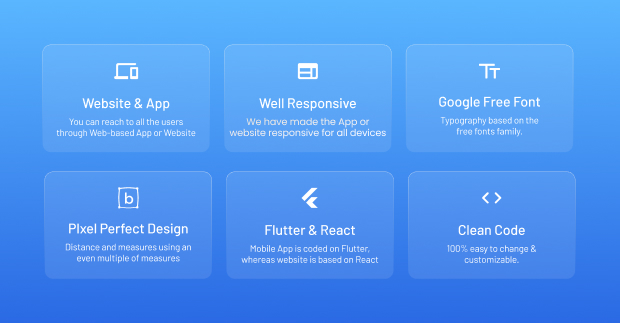 Website & App
You can reach to all the users
through Web-based App or Website
Well Responsive
We have made the App or
website responsive for all devices
Google Free Font
Typography based on the
free fonts family.
PIxel Perfect Design
Distance and measures using an
even multiple of measures
Flutter & React
Mobile App is coded on Flutter,
whereas website is based on React
Clean Code
100% easy to change &
customizable.